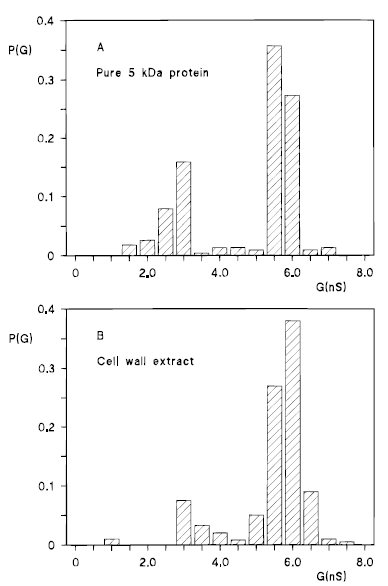 0.4
P(G)
A
Pure 5 kDa protein
0.3
0.2
0.1
0
0 2.0 4.0 6.0 8.0
G(nS)
0.4
P(G)
B
Cell wall extract
0.3
0.2
0.1
0
0 2.0 4.0 6.0 8.0
G(nS)